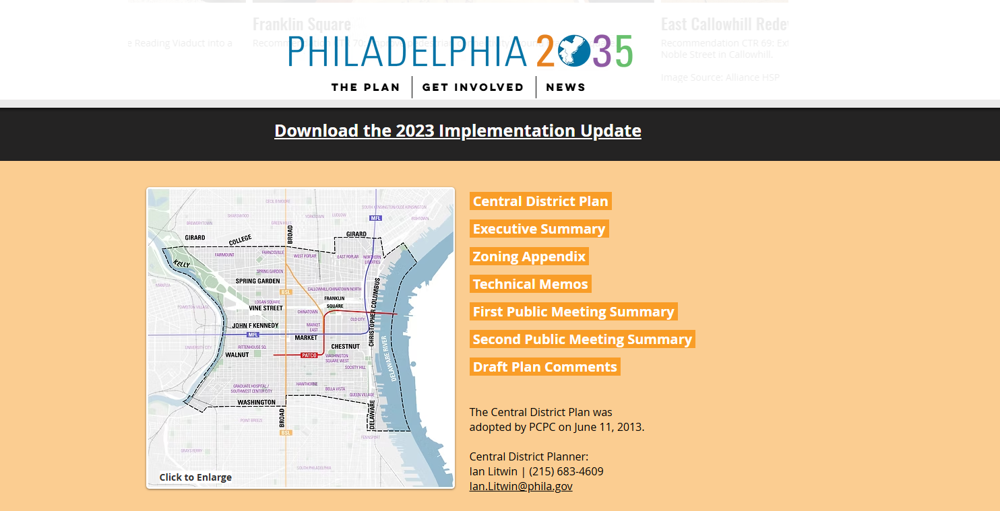 Franklin Square
East Callowhill Rede
e Reading Viaduct into a
Recommendation CTR 70: Improve pedestrian connectivity around
Recommendation CTR 69: Ext
Noble Street in Callowhill.
Image Source: Alliance HSP
PHILADELPHIA 2035
THE PLAN
GET INVOLVED
NEWS
Download the 2023 Implementation Update
CECIL B MOORE
SOUTH KENSINGTON/OLDE KENSINGTON
SHARSWOOD
YORKTOWN
LUDLOW
MFL
FISHTOWN
BREWERYTOWN
GREEN HILLS
BROAD
GIRARD
COLLEGE
GIRARD
FAIRMOUNT
FRANCISVILLE
WEST POPLAR
EAST POPLAR
NORTHERN
LIBERTIES
KELLY
SPRING GARDEN
SPRING GARDEN
MANTUA
BSL
CALLOWHILL/CHINATOWN NORTH
CHRISTOPHER COLUMBUS
FRANKLIN
SQUARE
LOGAN SQUARE
VINE STREET
POWELTON VILLAGE
CHINATOWN
OLD CITY
JOHN F KENNEDY
MARKET
EAST
MFL
MARKET
UNIVERSITY CITY
RITTENHOUSE SQ.
CHESTNUT
WALNUT
PATCO
WASHINGTON
SQUARE WEST
DELAWARE RIVER
SOCIETY HILL
GRADUATE HOSPITAL /
SOUTHWEST CENTER CITY
HAWTHORNE
BELLA VISTA
QUEEN VILLAGE
WASHINGTON
BROAD
DELAWARE
POINT BREEZE
BSL
PENNSPORT
GRAYS FERRY
SOUTH PHILADELPHIA
Click to Enlarge
Central District Plan
Executive Summary
Zoning Appendix
Technical Memos
First Public Meeting Summary
Second Public Meeting Summary
Draft Plan Comments
The Central District Plan was
adopted by PCPC on June 11, 2013.
Central District Planner:
Ian Litwin | (215) 683-4609
Ian.Litwin@phila.gov